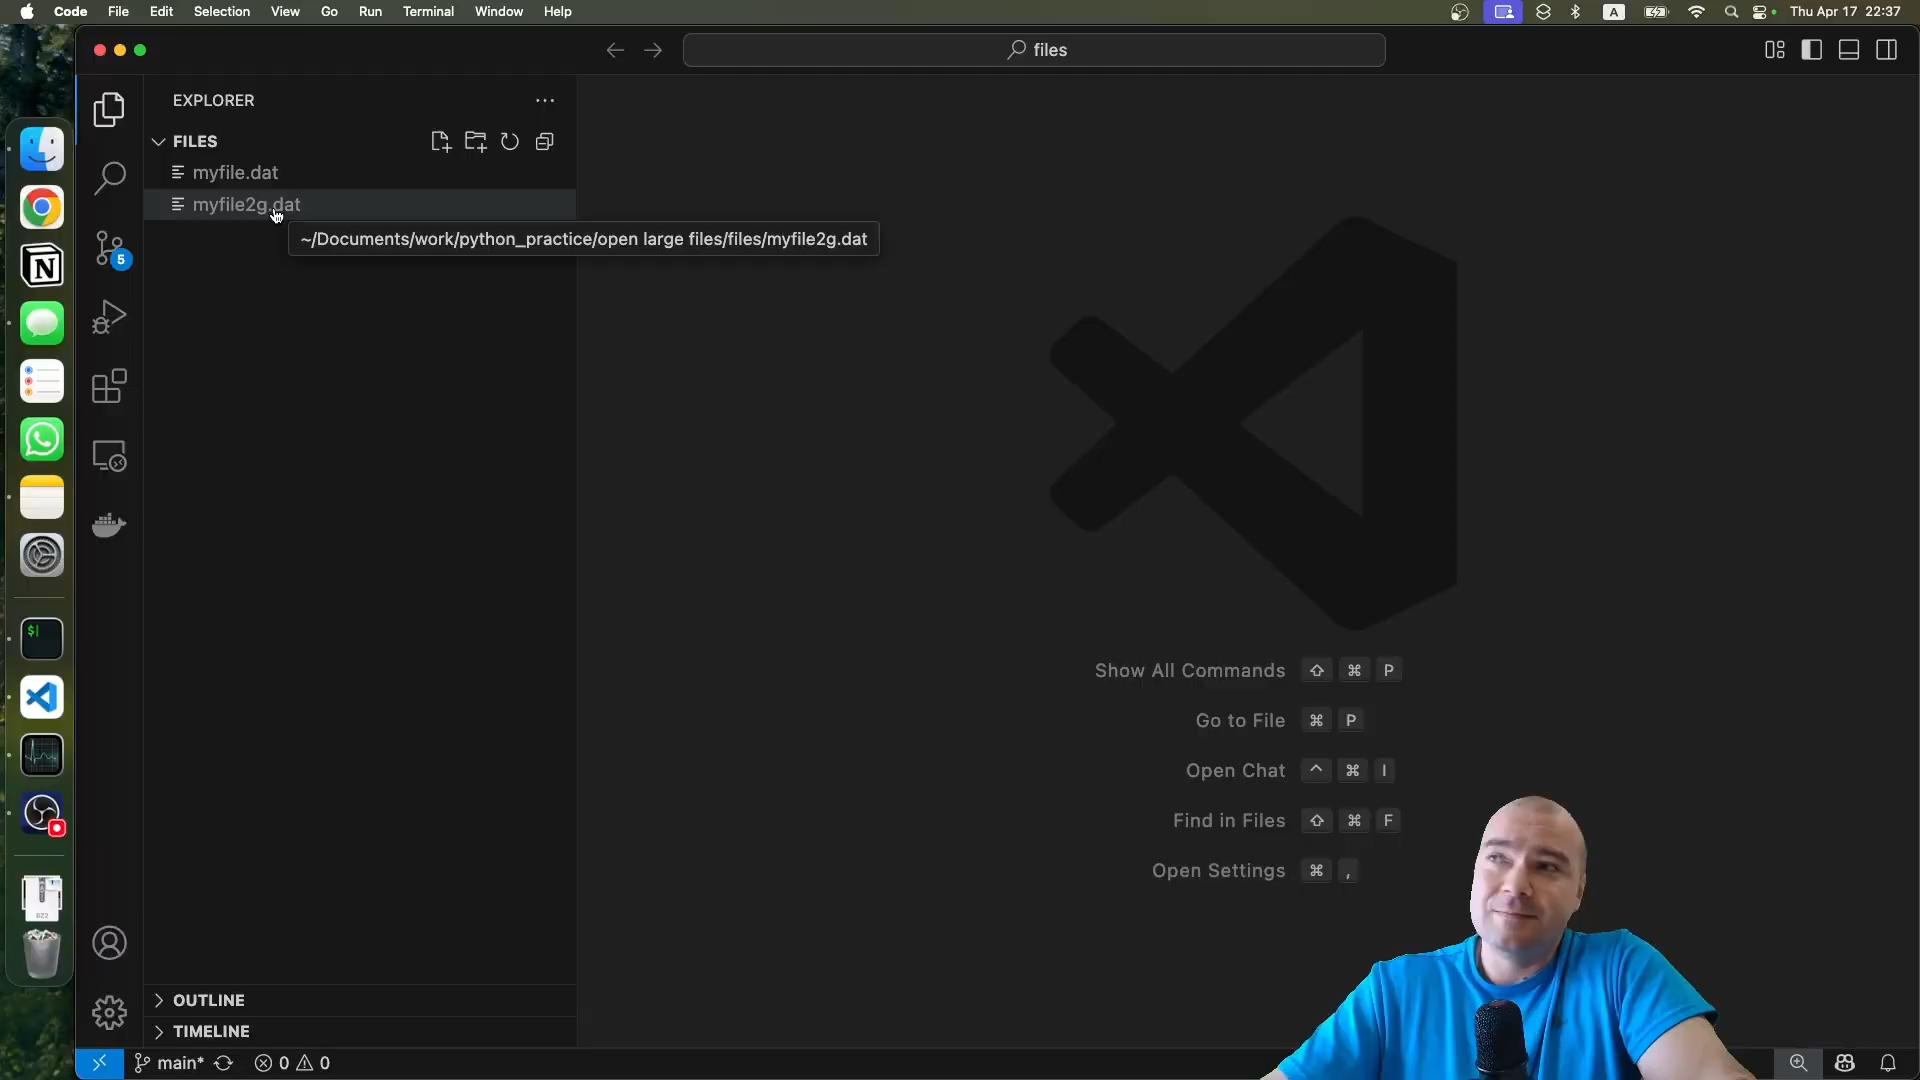 Code File Edit Selection View Go Run Terminal Window Help
A
Thu Apr 17 22:37
files
EXPLORER
FILES
myfile.dat
myfile2g.dat
~/Documents/work/python_practice/open large files/files/myfile2g.dat
5
N
$
BZ2
Show All Commands ⇧ ⌘ P
Go to File ⌘ P
Open Chat ^ ⌘ I
Find in Files ⇧ ⌘ F
Open Settings ⌘ ,
OUTLINE
TIMELINE
main* 0 0